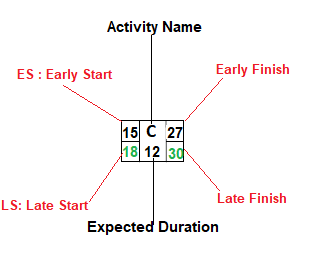 Activity Name
ES : Early Start
Early Finish
15 C 27
18 12 30
LS: Late Start
Late Finish
Expected Duration